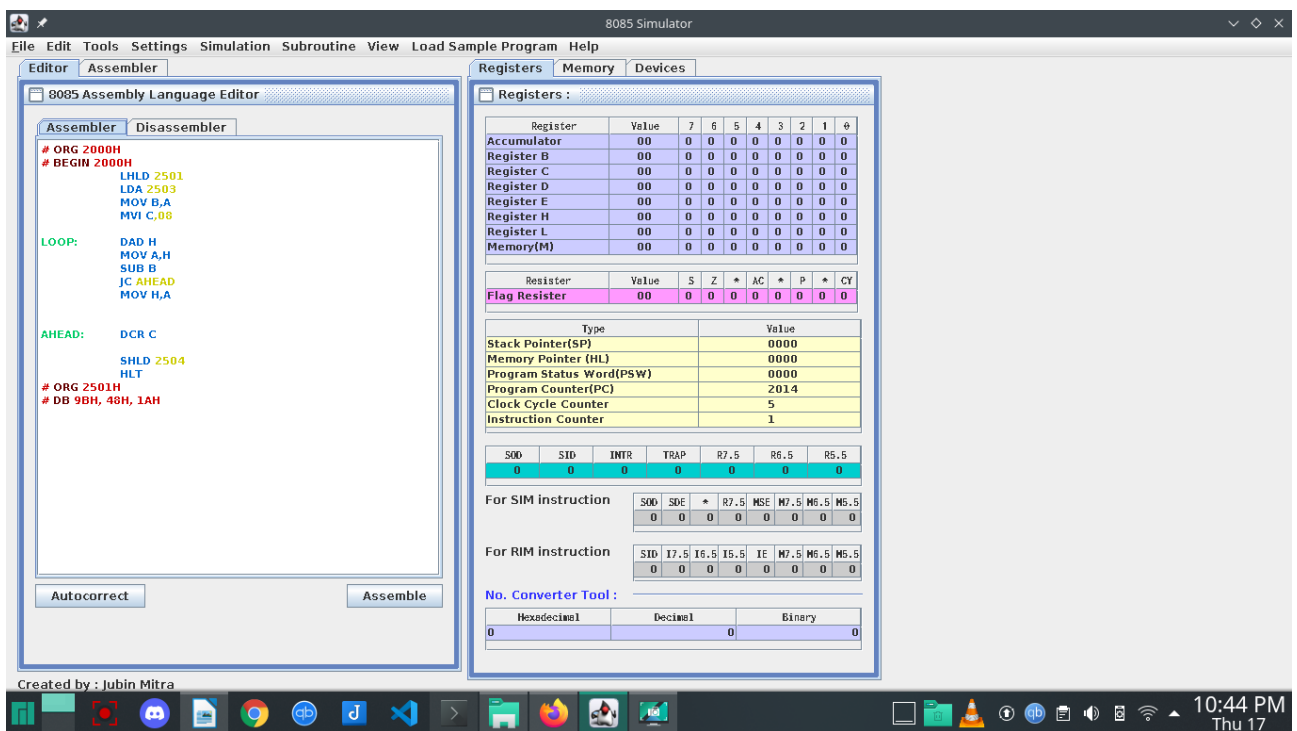 8085 Simulator
File Edit Tools Settings Simulation Subroutine View Load Sample Program Help
Editor Assembler
8085 Assembly Language Editor
Assembler Disassembler
# ORG 2000H
# BEGIN 2000H
LHLD 2501
LDA 2503
MOV B,A
MVI C,08
LOOP: DAD H
MOV A,H
SUB B
JC AHEAD
MOV H,A
AHEAD: DCR C
SHLD 2504
HLT
# ORG 2501H
# DB 9BH, 48H, 1AH
Autocorrect Assemble
Registers Memory Devices
Registers :
Register Value 7 6 5 4 3 2 1 0
Accumulator 00 0 0 0 0 0 0 0 0
Register B 00 0 0 0 0 0 0 0 0
Register C 00 0 0 0 0 0 0 0 0
Register D 00 0 0 0 0 0 0 0 0
Register E 00 0 0 0 0 0 0 0 0
Register H 00 0 0 0 0 0 0 0 0
Register L 00 0 0 0 0 0 0 0 0
Memory(M) 00 0 0 0 0 0 0 0 0
Resister Value S Z * AC * P * CY
Flag Resister 00 0 0 0 0 0 0 0 0
Type Value
Stack Pointer(SP) 0000
Memory Pointer (HL) 0000
Program Status Word(PSW) 0000
Program Counter(PC) 2014
Clock Cycle Counter 5
Instruction Counter 1
SOD SID INTR TRAP R7.5 R6.5 R5.5
0 0 0 0 0 0 0
For SIM instruction
SOD SDE * R7.5 MSE M7.5 M6.5 M5.5
0 0 0 0 0 0 0 0
For RIM instruction
SID I7.5 I6.5 I5.5 IE M7.5 M6.5 M5.5
0 0 0 0 0 0 0 0
No. Converter Tool :
Hexadecimal Decimal Binary
0 0 0
Created by : Jubin Mitra
10:44 PM
Thu 17